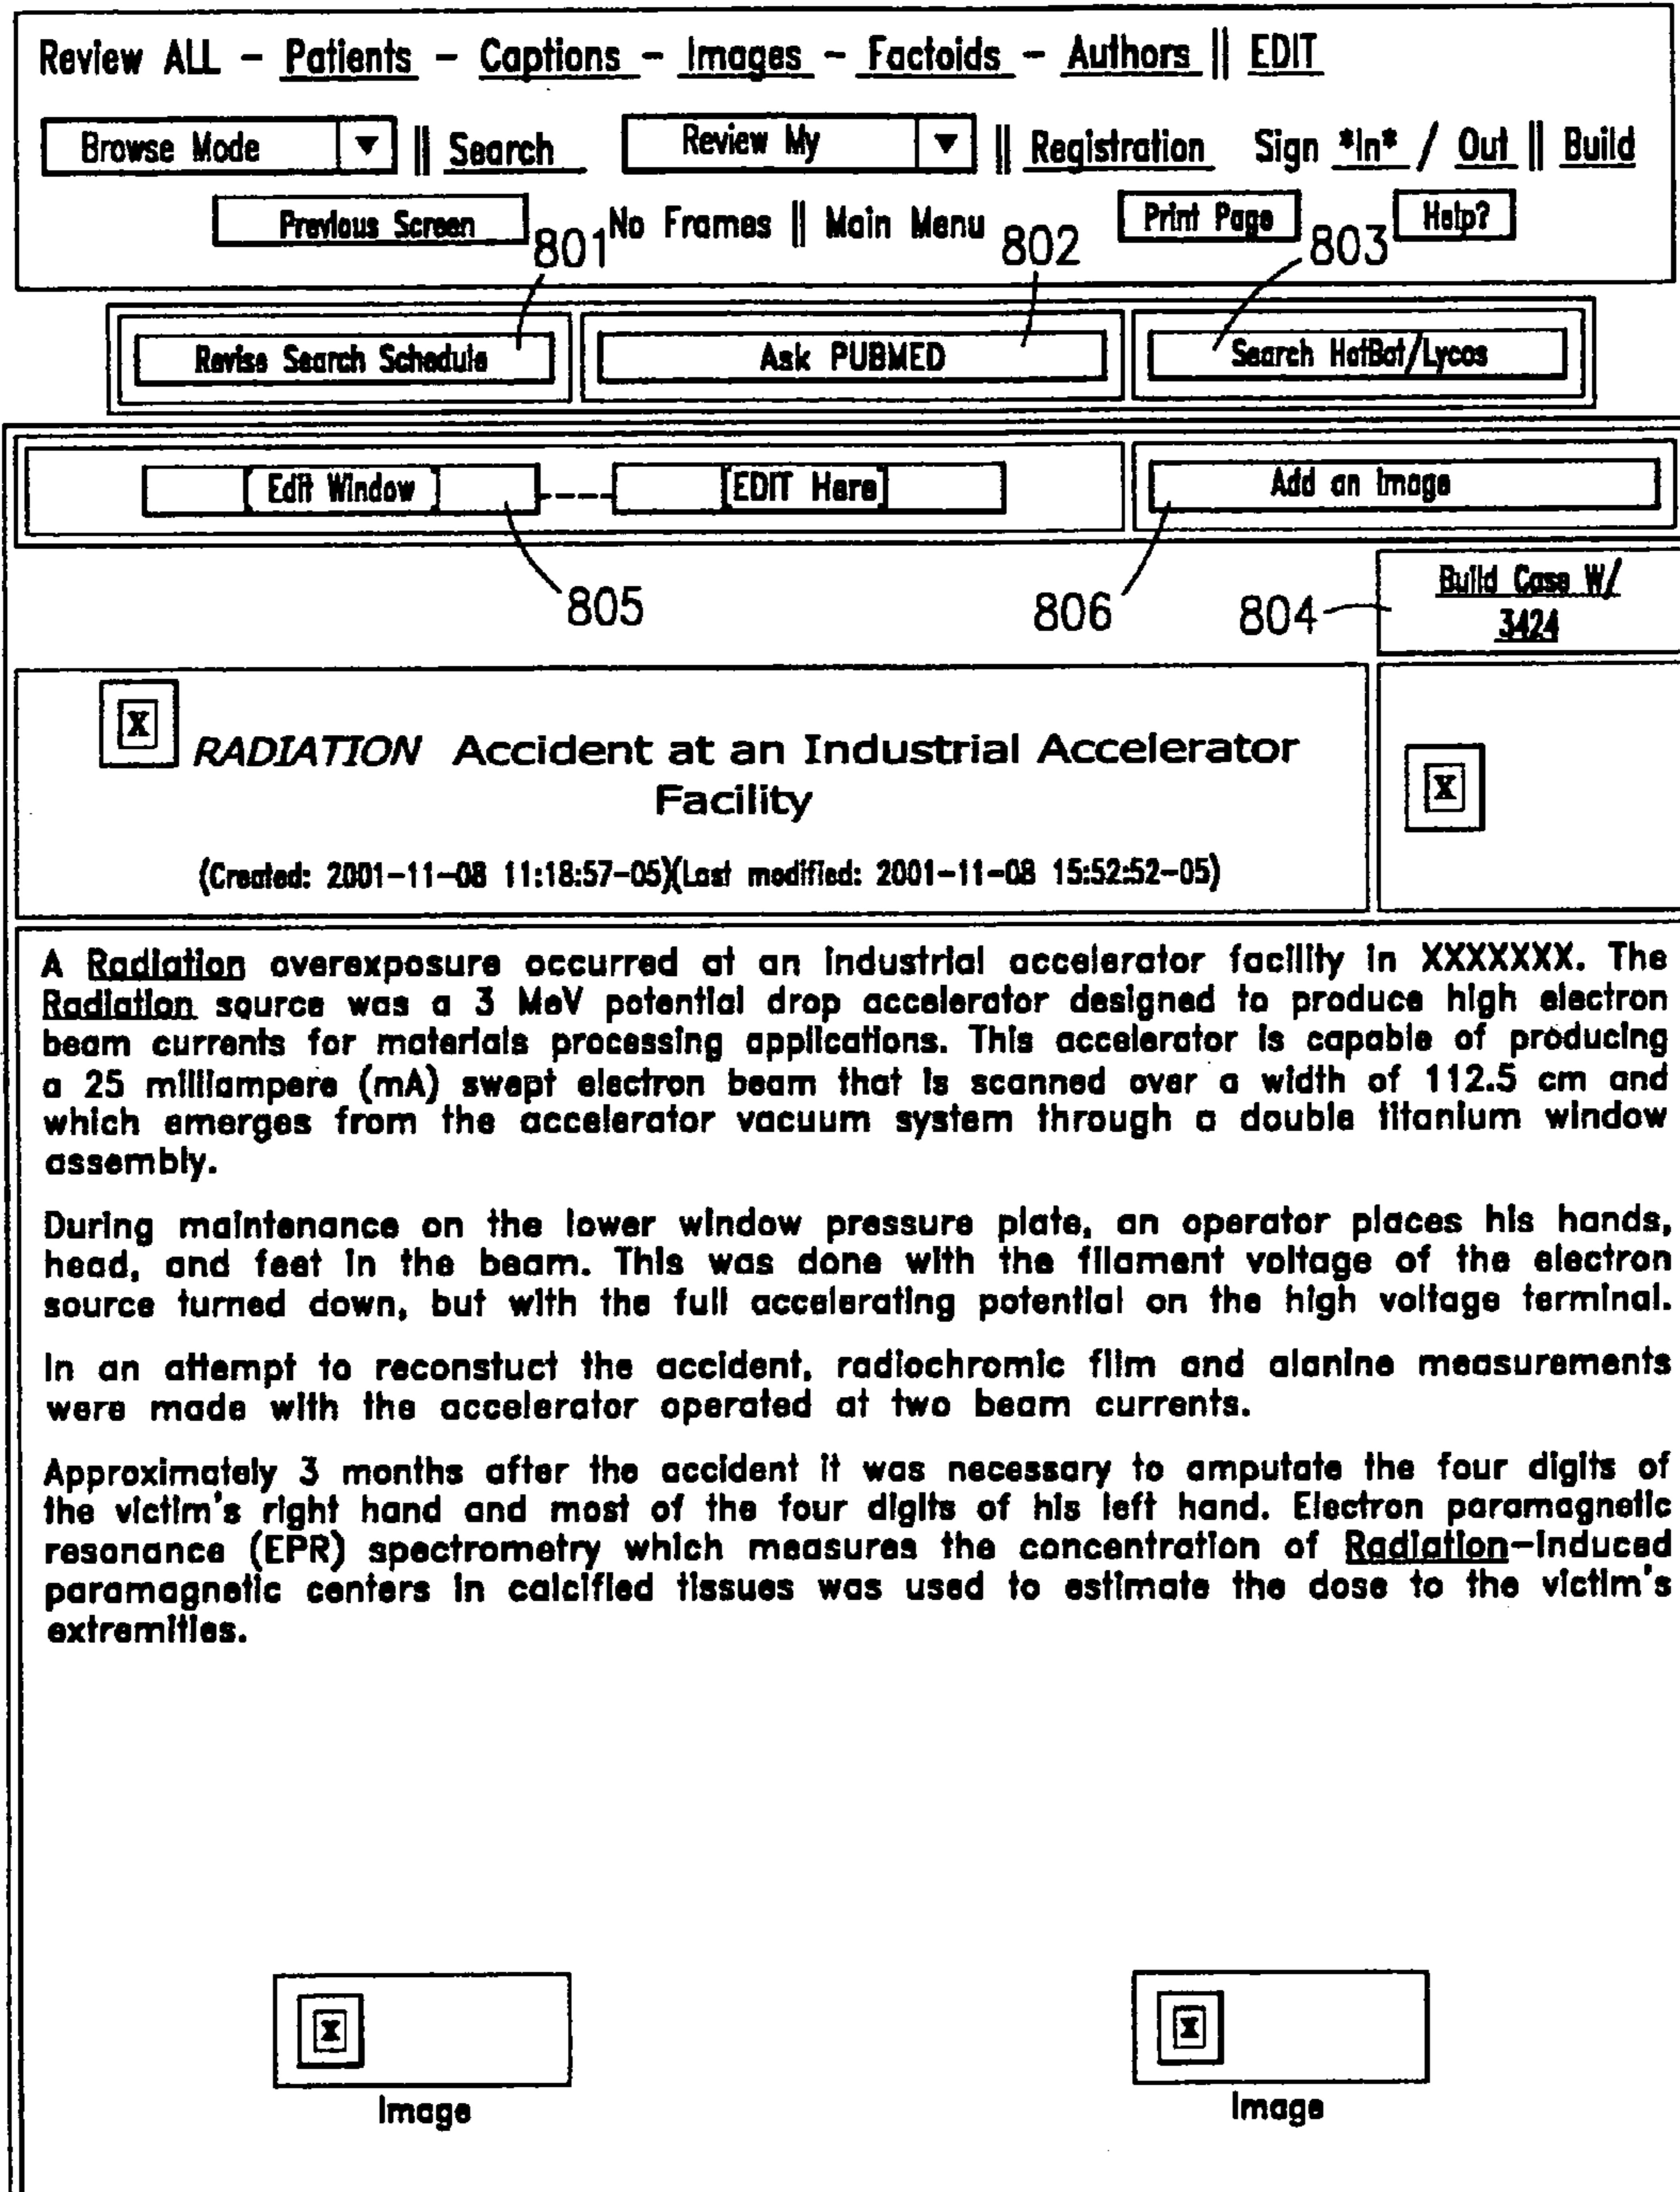 Review ALL - Patients - Captions - Images - Factoids - Authors || EDIT
Browse Mode ▼ || Search Review My ▼ || Registration Sign *In* / Out || Build
Previous Screen No Frames || Main Menu Print Page Help?
801 802 803
Revise Search Schedule Ask PUBMED Search HotBot/Lycos
Edit Window ---- EDIT Here Add an Image
805 806 804
Build Case W/
3424
X
RADIATION Accident at an Industrial Accelerator
Facility
X
(Created: 2001-11-08 11:18:57-05)(Last modified: 2001-11-08 15:52:52-05)
A Radiation overexposure occurred at an industrial accelerator facility in XXXXXXX. The
Radiation source was a 3 MeV potential drop accelerator designed to produce high electron
beam currents for materials processing applications. This accelerator is capable of producing
a 25 milliampere (mA) swept electron beam that is scanned over a width of 112.5 cm and
which emerges from the accelerator vacuum system through a double titanium window
assembly.
During maintenance on the lower window pressure plate, an operator places his hands,
head, and feet in the beam. This was done with the filament voltage of the electron
source turned down, but with the full accelerating potential on the high voltage terminal.
In an attempt to reconstuct the accident, radiochromic film and alanine measurements
were made with the accelerator operated at two beam currents.
Approximately 3 months after the accident it was necessary to amputate the four digits of
the victim's right hand and most of the four digits of his left hand. Electron paramagnetic
resonance (EPR) spectrometry which measures the concentration of Radiation-induced
paramagnetic centers in calcified tissues was used to estimate the dose to the victim's
extremities.
X X
Image Image